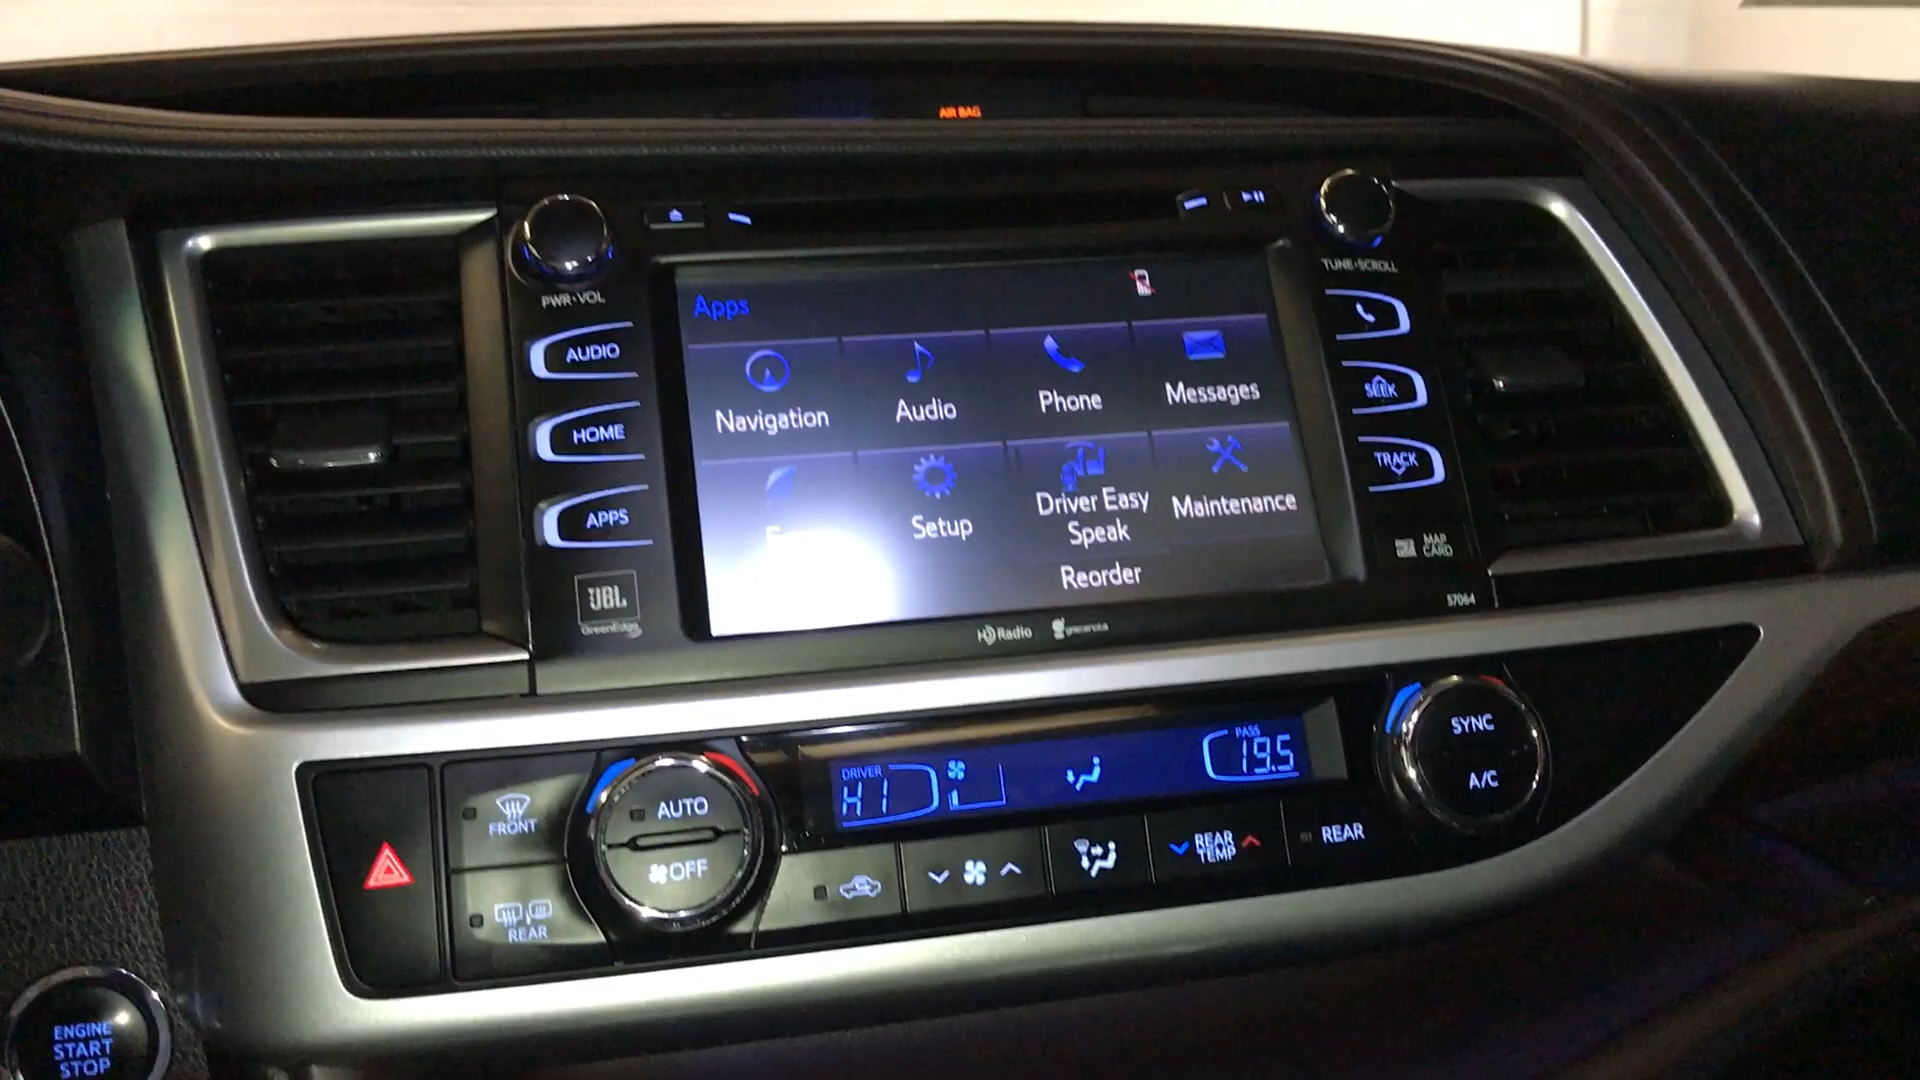 AIR BAG
PWR•VOL
TUNE•SCROLL
AUDIO
HOME
APPS
JBL
GreenEdge
Apps
Navigation
Audio
Phone
Messages
Setup
Driver Easy
Speak
Maintenance
Reorder
SEEK
TRACK
MAP
CARD
57064
HD Radio
gracenote
DRIVER
HI
PASS
19.5
SYNC
A/C
FRONT
REAR
AUTO
OFF
REAR
TEMP
REAR
ENGINE
START
STOP